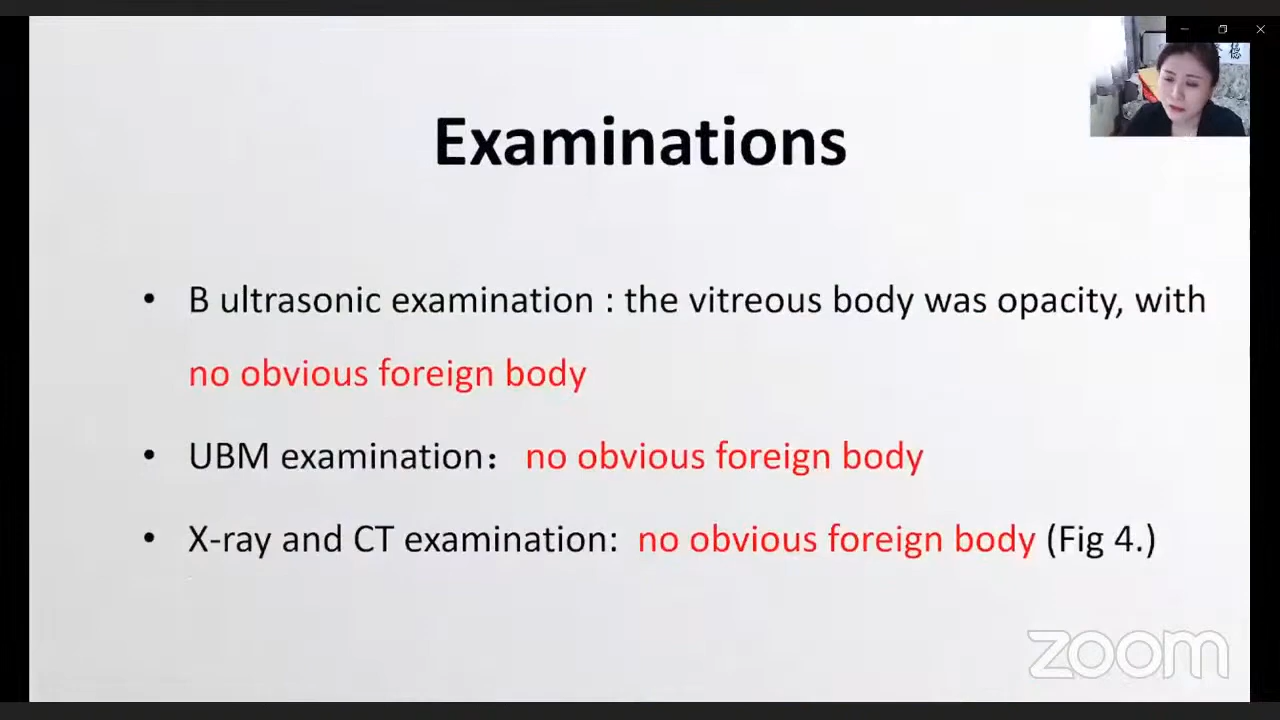 Examinations
• B ultrasonic examination : the vitreous body was opacity, with
no obvious foreign body
• UBM examination： no obvious foreign body
• X-ray and CT examination: no obvious foreign body (Fig 4.)
zoom